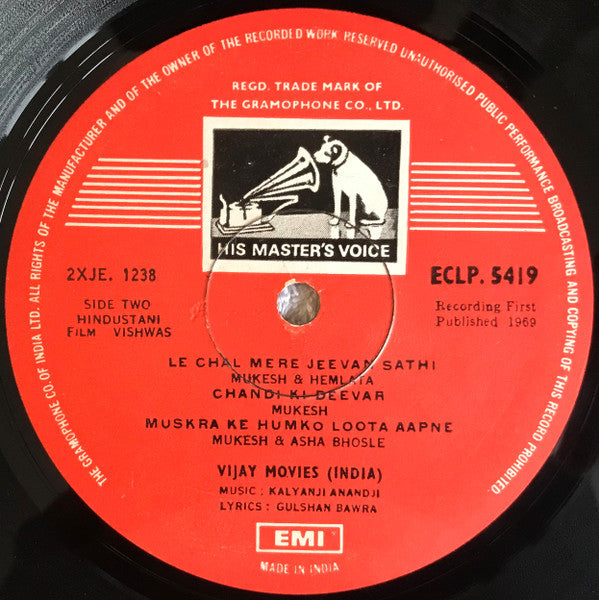 THE GRAMOPHONE CO. OF INDIA LTD. ALL RIGHTS OF THE MANUFACTURER AND OF THE OWNER OF THE RECORDED WORK RESERVED UNAUTHORISED PUBLIC PERFORMANCE BROADCASTING AND COPYING OF THIS RECORD PROHIBITED.
REGD. TRADE MARK OF
THE GRAMOPHONE CO., LTD.
HIS MASTER'S VOICE
2XJE. 1238
ECLP. 5419
SIDE TWO
HINDUSTANI
FILM VISHWAS
Recording First
Published 1969
LE CHAL MERE JEEVAN SATHI
MUKESH & HEMLATA
CHANDI KI DEEVAR
MUKESH
MUSKRA KE HUMKO LOOTA AAPNE
MUKESH & ASHA BHOSLE
VIJAY MOVIES (INDIA)
MUSIC : KALYANJI ANANDJI
LYRICS : GULSHAN BAWRA
EMI
MADE IN INDIA